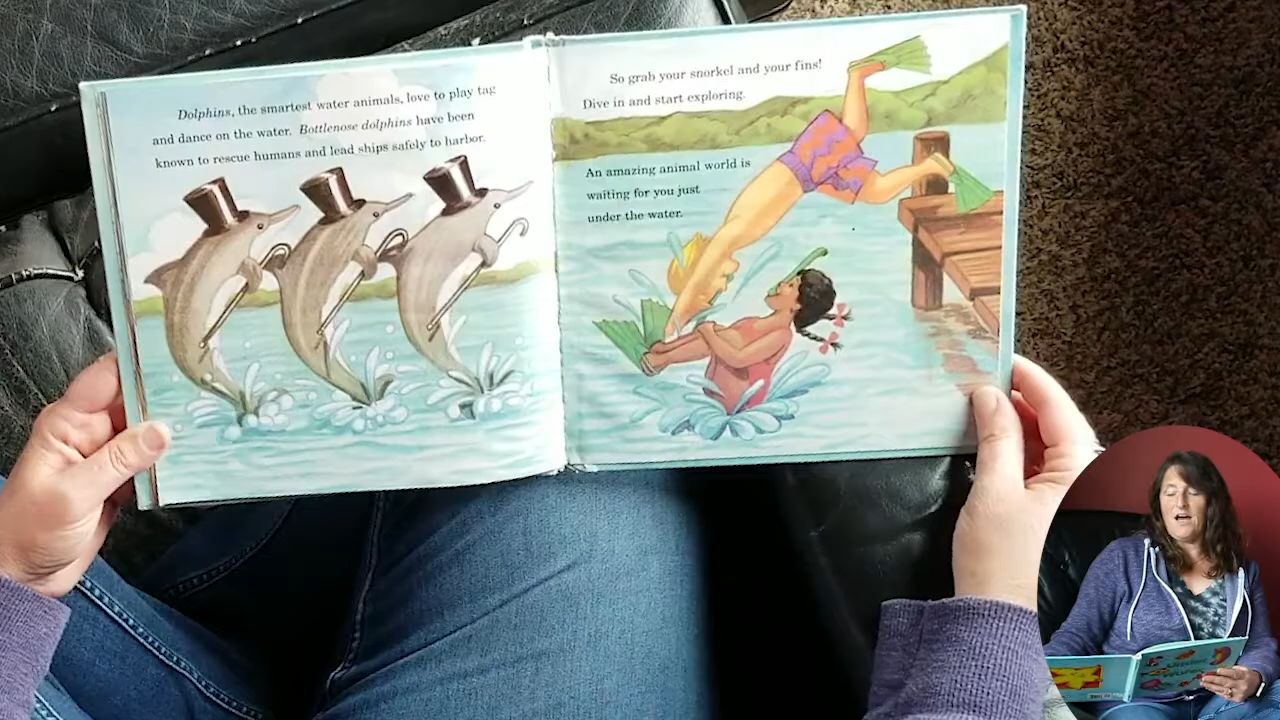 Dolphins, the smartest water animals, love to play tag
and dance on the water. Bottlenose dolphins have been
known to rescue humans and lead ships safely to harbor.
So grab your snorkel and your fins!
Dive in and start exploring.
An amazing animal world is
waiting for you just
under the water.